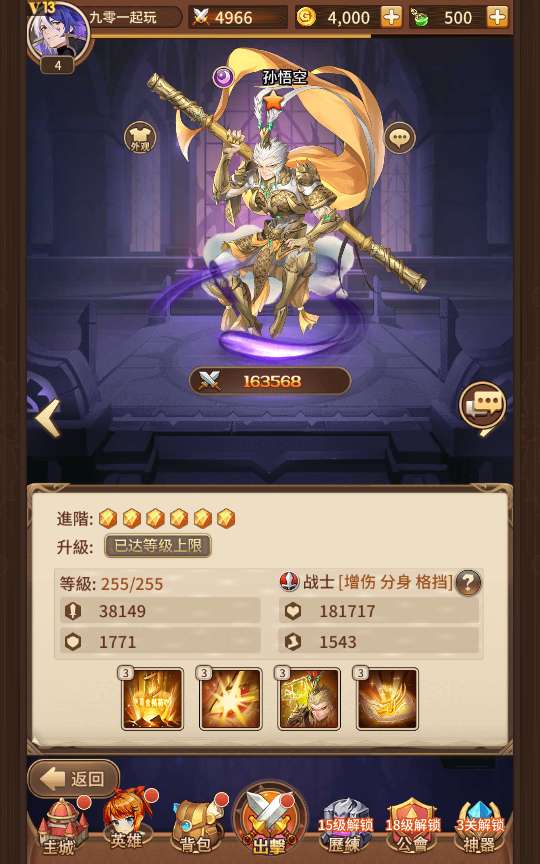 V13
九零一起玩
4966
4,000
500
4
孙悟空
外观
163568
進階:
升級: 已达等级上限
等級: 255/255
战士 [增伤 分身 格挡] ?
38149
181717
1771
1543
3
3
3
3
返回
15级解锁
18级解锁
3关解锁
主城
英雄
背包
出擊
歷練
公會
神器